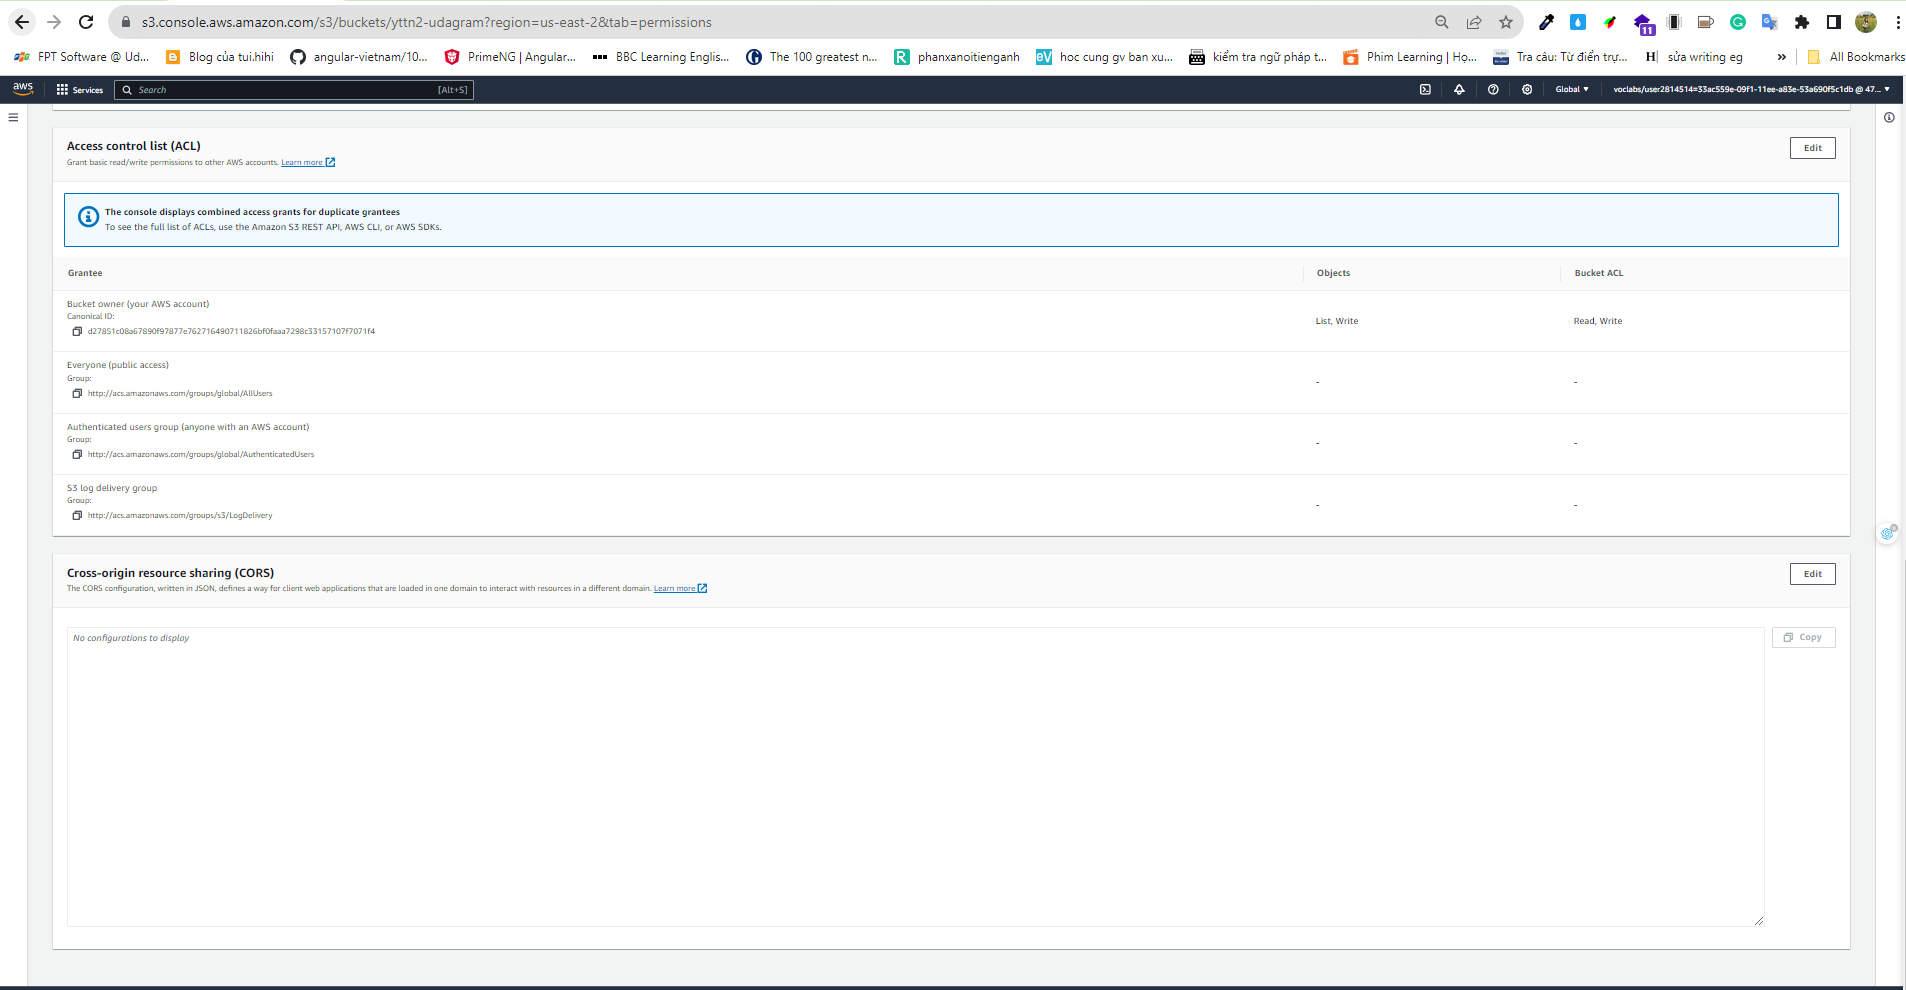 s3.console.aws.amazon.com/s3/buckets/yttn2-udagram?region=us-east-2&tab=permissions
11
FPT Software @ Ud... Blog của tui.hihi angular-vietnam/10... PrimeNG | Angular... BBC Learning Englis... The 100 greatest n... phanxanoitienganh hoc cung gv ban xu... kiểm tra ngữ pháp t... Phim Learning | Họ... Tra câu: Từ điển trự... sửa writing eg » All Bookmarks
aws Services Search [Alt+S] Global voclabs/user2814514=33ac559e-09f1-11ee-a83e-53a690f5c1db @ 47...
Access control list (ACL)
Edit
Grant basic read/write permissions to other AWS accounts. Learn more
The console displays combined access grants for duplicate grantees
To see the full list of ACLs, use the Amazon S3 REST API, AWS CLI, or AWS SDKs.
Grantee Objects Bucket ACL
Bucket owner (your AWS account)
Canonical ID:
d27851c08a67890f97877e762716490711826bf0faaa7298c33157107f7071f4
List, Write Read, Write
Everyone (public access)
Group:
http://acs.amazonaws.com/groups/global/AllUsers
- -
Authenticated users group (anyone with an AWS account)
Group:
http://acs.amazonaws.com/groups/global/AuthenticatedUsers
- -
S3 log delivery group
Group:
http://acs.amazonaws.com/groups/s3/LogDelivery
- -
Cross-origin resource sharing (CORS)
Edit
The CORS configuration, written in JSON, defines a way for client web applications that are loaded in one domain to interact with resources in a different domain. Learn more
No configurations to display
Copy